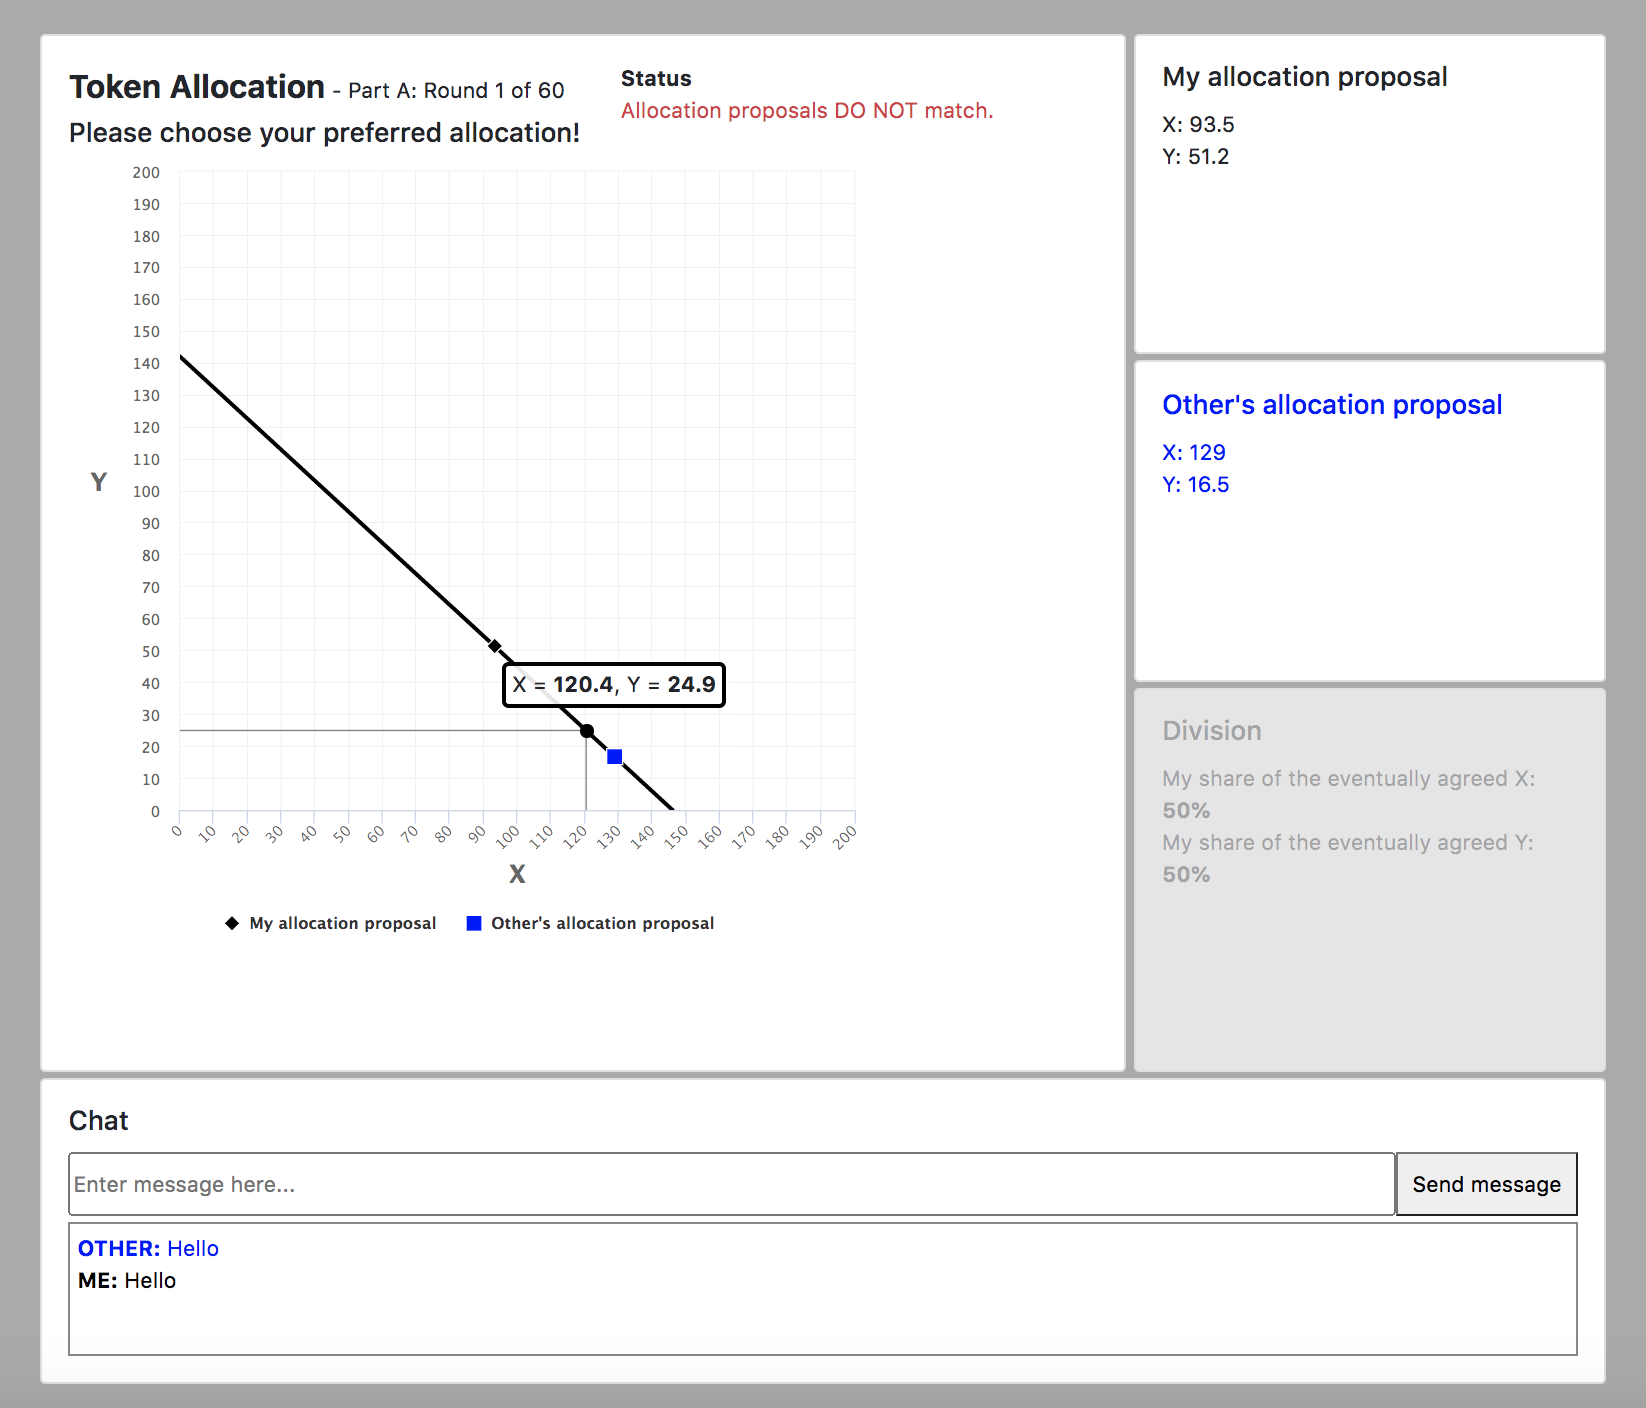 Token Allocation - Part A: Round 1 of 60
Please choose your preferred allocation!
Status
Allocation proposals DO NOT match.
200
190
180
170
160
150
140
130
120
110
100
90
80
70
60
50
40
30
20
10
0
Y
X = 120.4, Y = 24.9
0 10 20 30 40 50 60 70 80 90 100 110 120 130 140 150 160 170 180 190 200
X
My allocation proposal Other's allocation proposal
My allocation proposal
X: 93.5
Y: 51.2
Other's allocation proposal
X: 129
Y: 16.5
Division
My share of the eventually agreed X:
50%
My share of the eventually agreed Y:
50%
Chat
Enter message here...
Send message
OTHER: Hello
ME: Hello